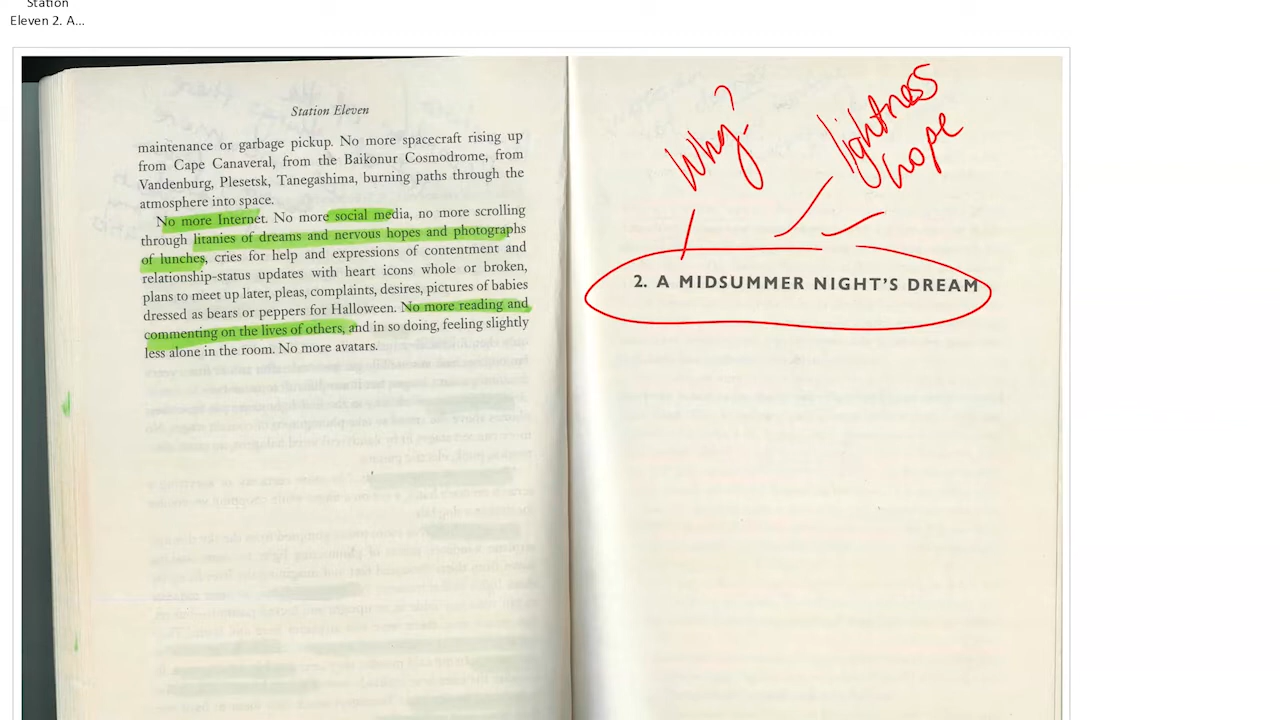 Station
Eleven 2. A...
Station Eleven
maintenance or garbage pickup. No more spacecraft rising up
from Cape Canaveral, from the Baikonur Cosmodrome, from
Vandenburg, Plesetsk, Tanegashima, burning paths through the
atmosphere into space.
No more Internet. No more social media, no more scrolling
through litanies of dreams and nervous hopes and photographs
of lunches, cries for help and expressions of contentment and
relationship-status updates with heart icons whole or broken,
plans to meet up later, pleas, complaints, desires, pictures of babies
dressed as bears or peppers for Halloween. No more reading and
commenting on the lives of others, and in so doing, feeling slightly
less alone in the room. No more avatars.
Why?
lightness
hope
2. A MIDSUMMER NIGHT'S DREAM